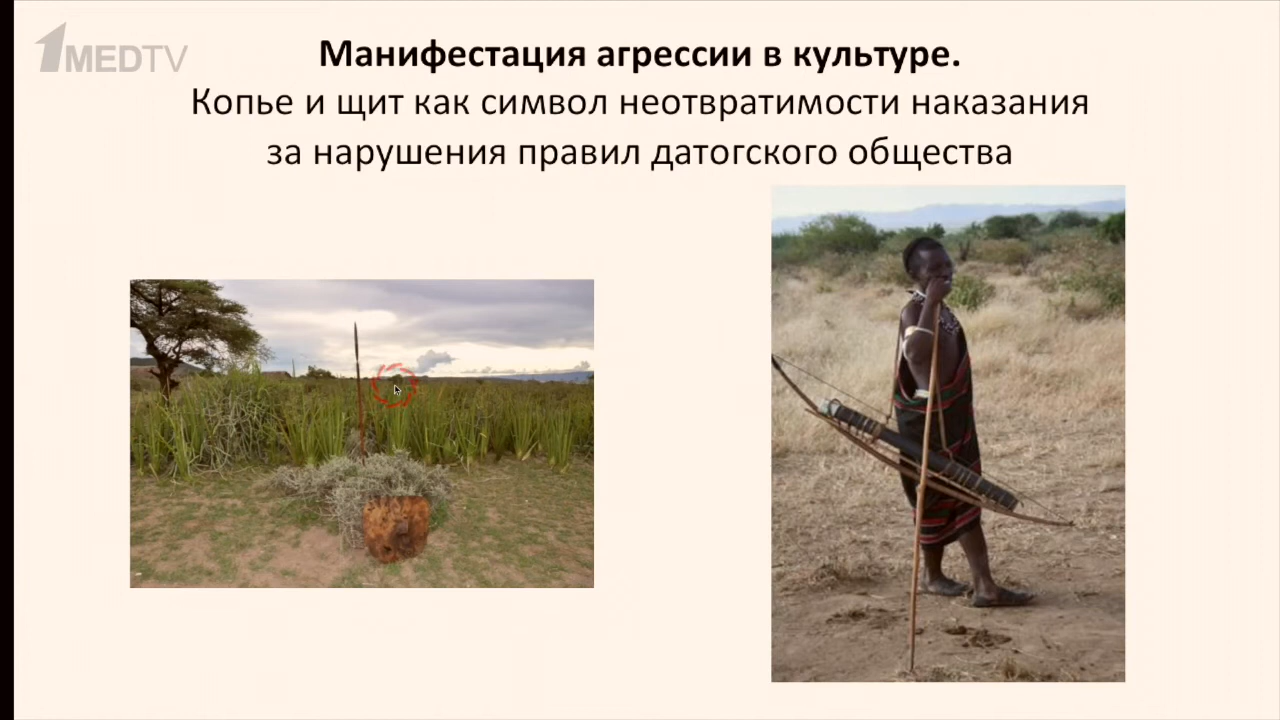 1MEDTV
Манифестация агрессии в культуре.
Копье и щит как символ неотвратимости наказания
за нарушения правил датогского общества